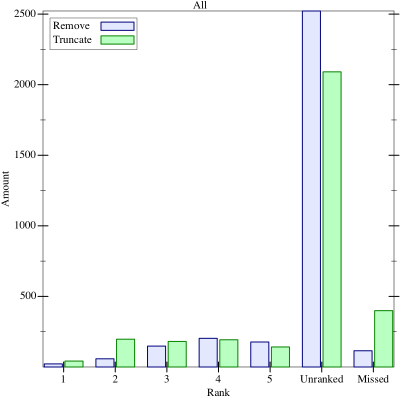 All
Remove
Truncate
2500
2000
1500
1000
500
Amount
1 2 3 4 5 Unranked Missed
Rank